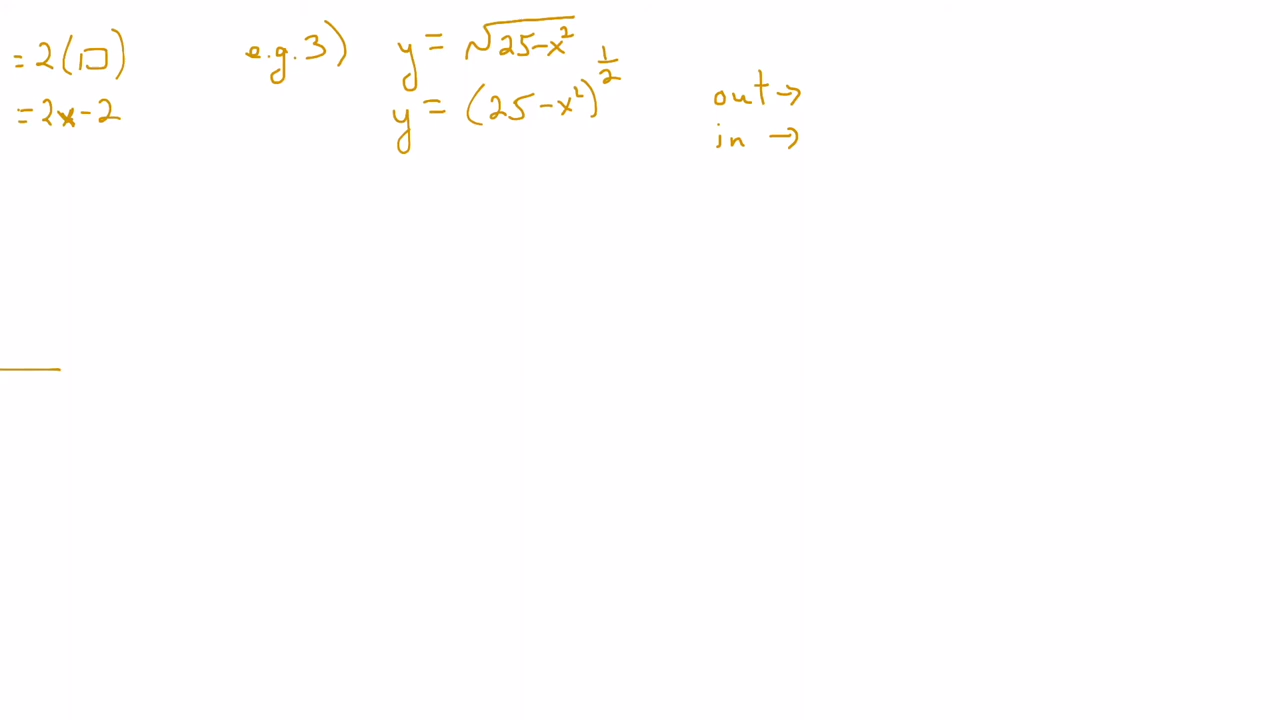 = 2(1□)
= 2x - 2
e.g. 3) y = √25-x²
y = (25 - x²)^1/2
out →
in →